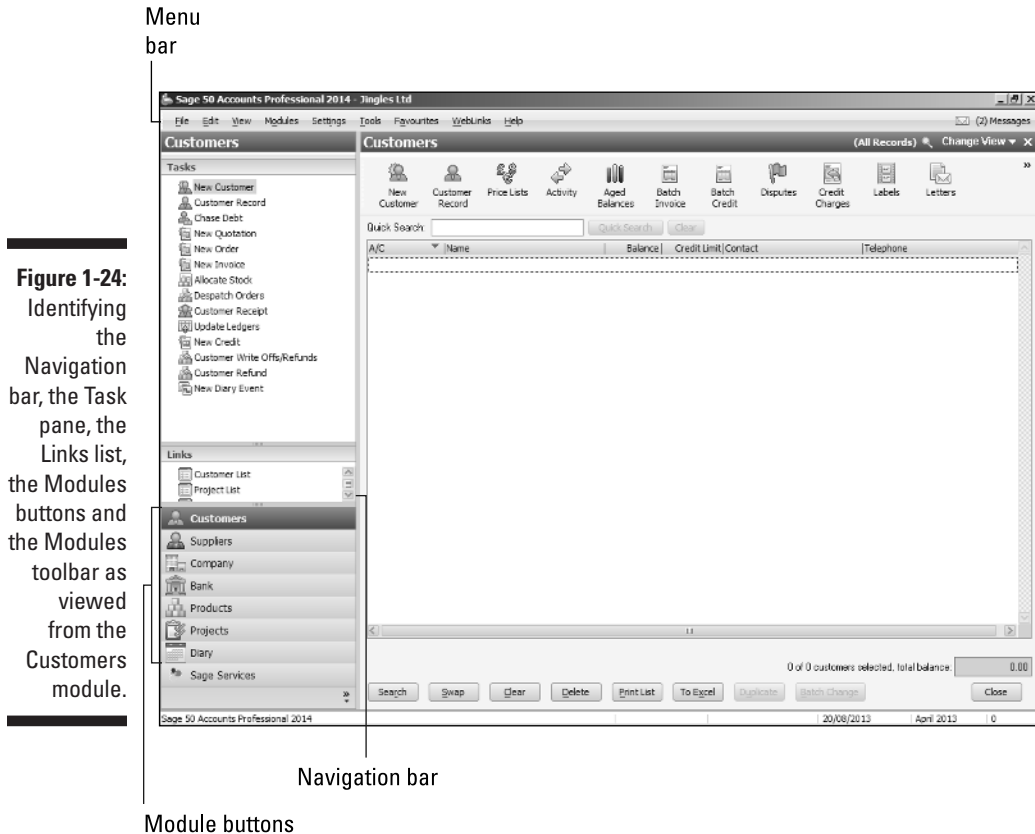 Menu
bar
Sage 50 Accounts Professional 2014 - Jingles Ltd
File Edit View Modules Settings Tools Favourites WebLinks Help
(2) Messages
Customers
Tasks
New Customer
Customer Record
Chase Debt
New Quotation
New Order
New Invoice
Allocate Stock
Despatch Orders
Customer Receipt
Update Ledgers
New Credit
Customer Write Offs/Refunds
Customer Refund
New Diary Event
Links
Customer List
Project List
Customers
Suppliers
Company
Bank
Products
Projects
Diary
Sage Services
Customers
(All Records) Change View
New Customer
Customer Record
Price Lists
Activity
Aged Balances
Batch Invoice
Batch Credit
Disputes
Credit Charges
Labels
Letters
Quick Search: Quick Search Clear
A/C Name Balance Credit Limit Contact Telephone
0 of 0 customers selected, total balance: 0.00
Search Swap Clear Delete Print List To Excel Duplicate Batch Change Close
Sage 50 Accounts Professional 2014 20/08/2013 April 2013 0
Figure 1-24:
Identifying
the
Navigation
bar, the Task
pane, the
Links list,
the Modules
buttons and
the Modules
toolbar as
viewed
from the
Customers
module.
Navigation bar
Module buttons